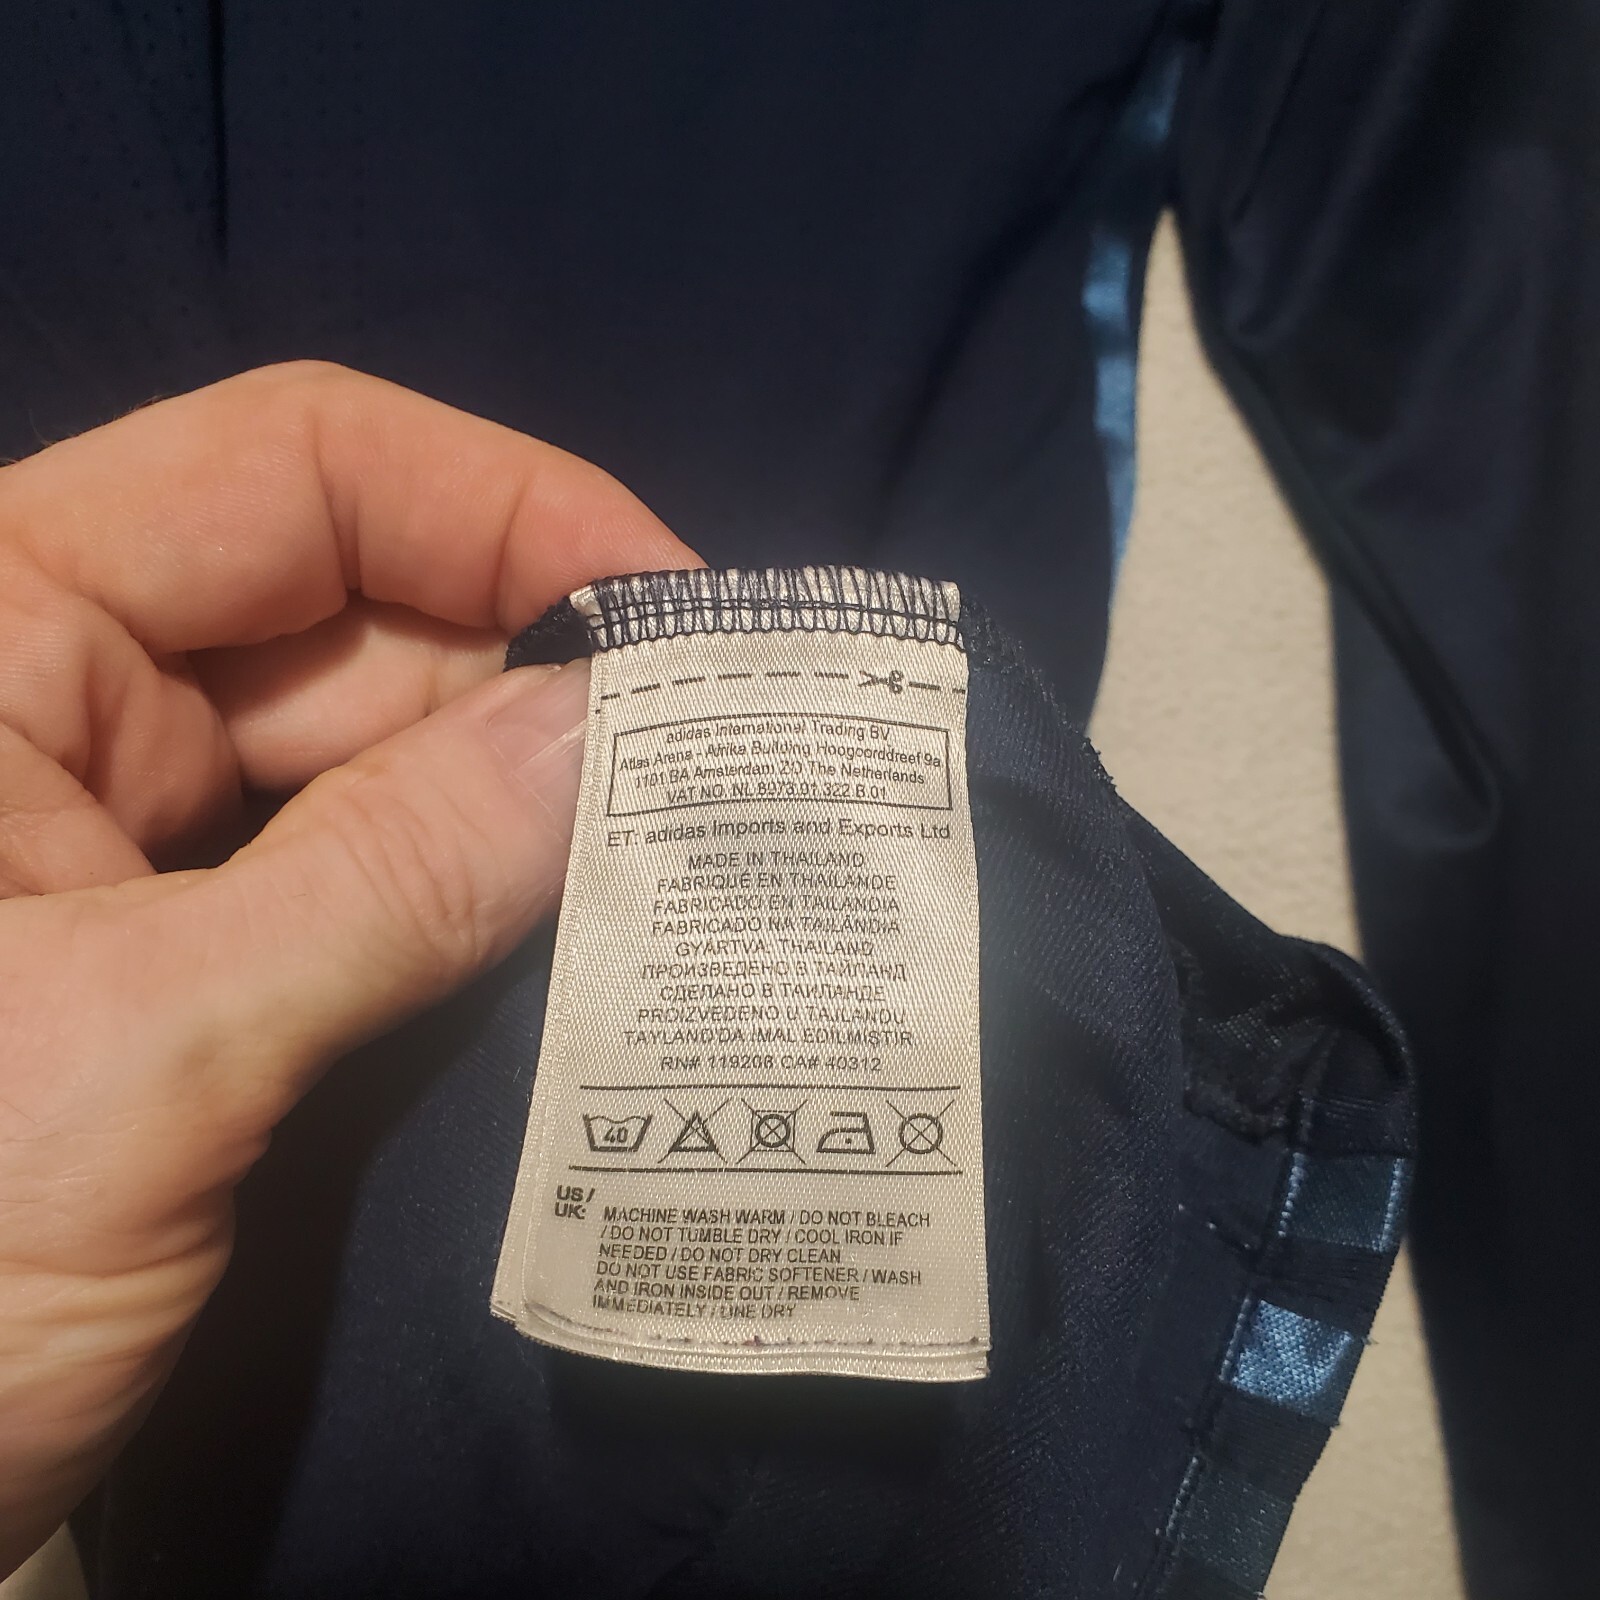 adidas International Trading BV
Atlas Arena - Afrika Building Hoogoorddreef 9a
1101 BA Amsterdam ZO The Netherlands
VAT NO. NL 8973.91.322.B.01
ET: adidas Imports and Exports Ltd
MADE IN THAILAND
FABRIQUÉ EN THAÏLANDE
FABRICADO EN TAILANDIA
FABRICADO NA TAILÂNDIA
GYÁRTVA: THAILAND
ПРОИЗВЕДЕНО В ТАЙЛАНД
СДЕЛАНО В ТАИЛАНДЕ
PROIZVEDENO U TAJLANDU
TAYLAND'DA İMAL EDİLMİŞTİR
RN# 119208 CA# 40312
40
US /
UK:
MACHINE WASH WARM / DO NOT BLEACH
/ DO NOT TUMBLE DRY / COOL IRON IF
NEEDED / DO NOT DRY CLEAN
DO NOT USE FABRIC SOFTENER / WASH
AND IRON INSIDE OUT / REMOVE
IMMEDIATELY / LINE DRY